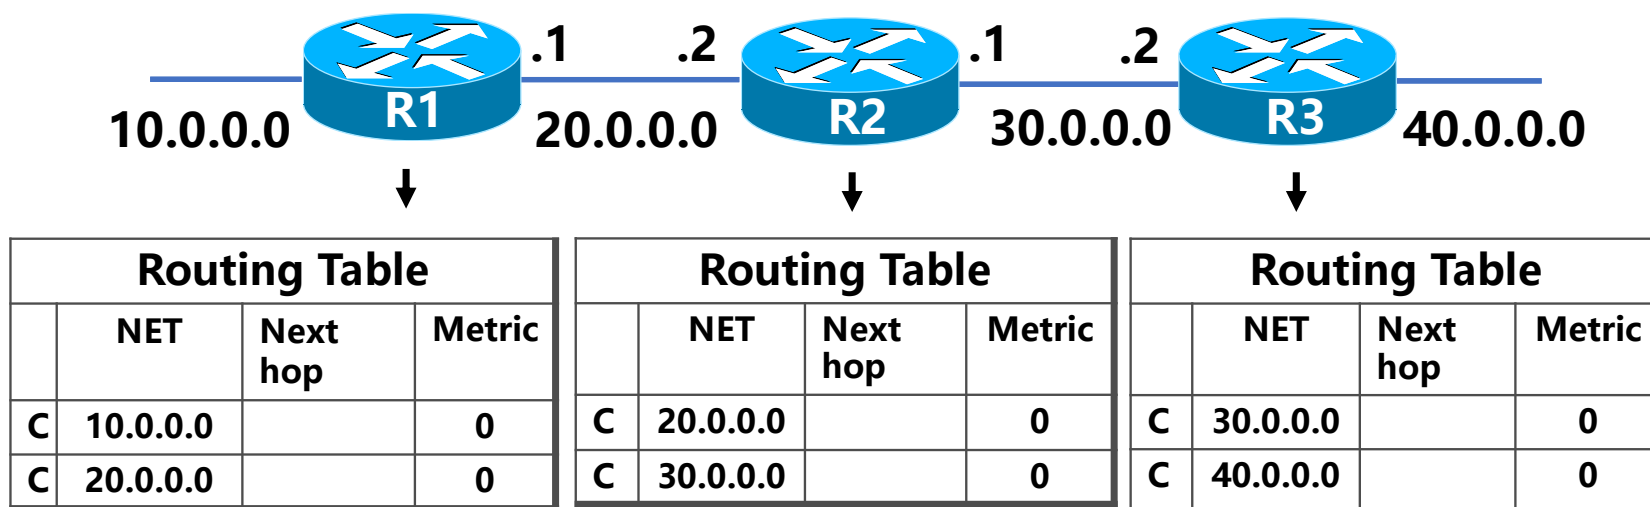 .1 .2 .1 .2
R1 R2 R3
10.0.0.0 20.0.0.0 30.0.0.0 40.0.0.0
Routing Table
NET Next hop Metric
C 10.0.0.0 0
C 20.0.0.0 0
Routing Table
NET Next hop Metric
C 20.0.0.0 0
C 30.0.0.0 0
Routing Table
NET Next hop Metric
C 30.0.0.0 0
C 40.0.0.0 0